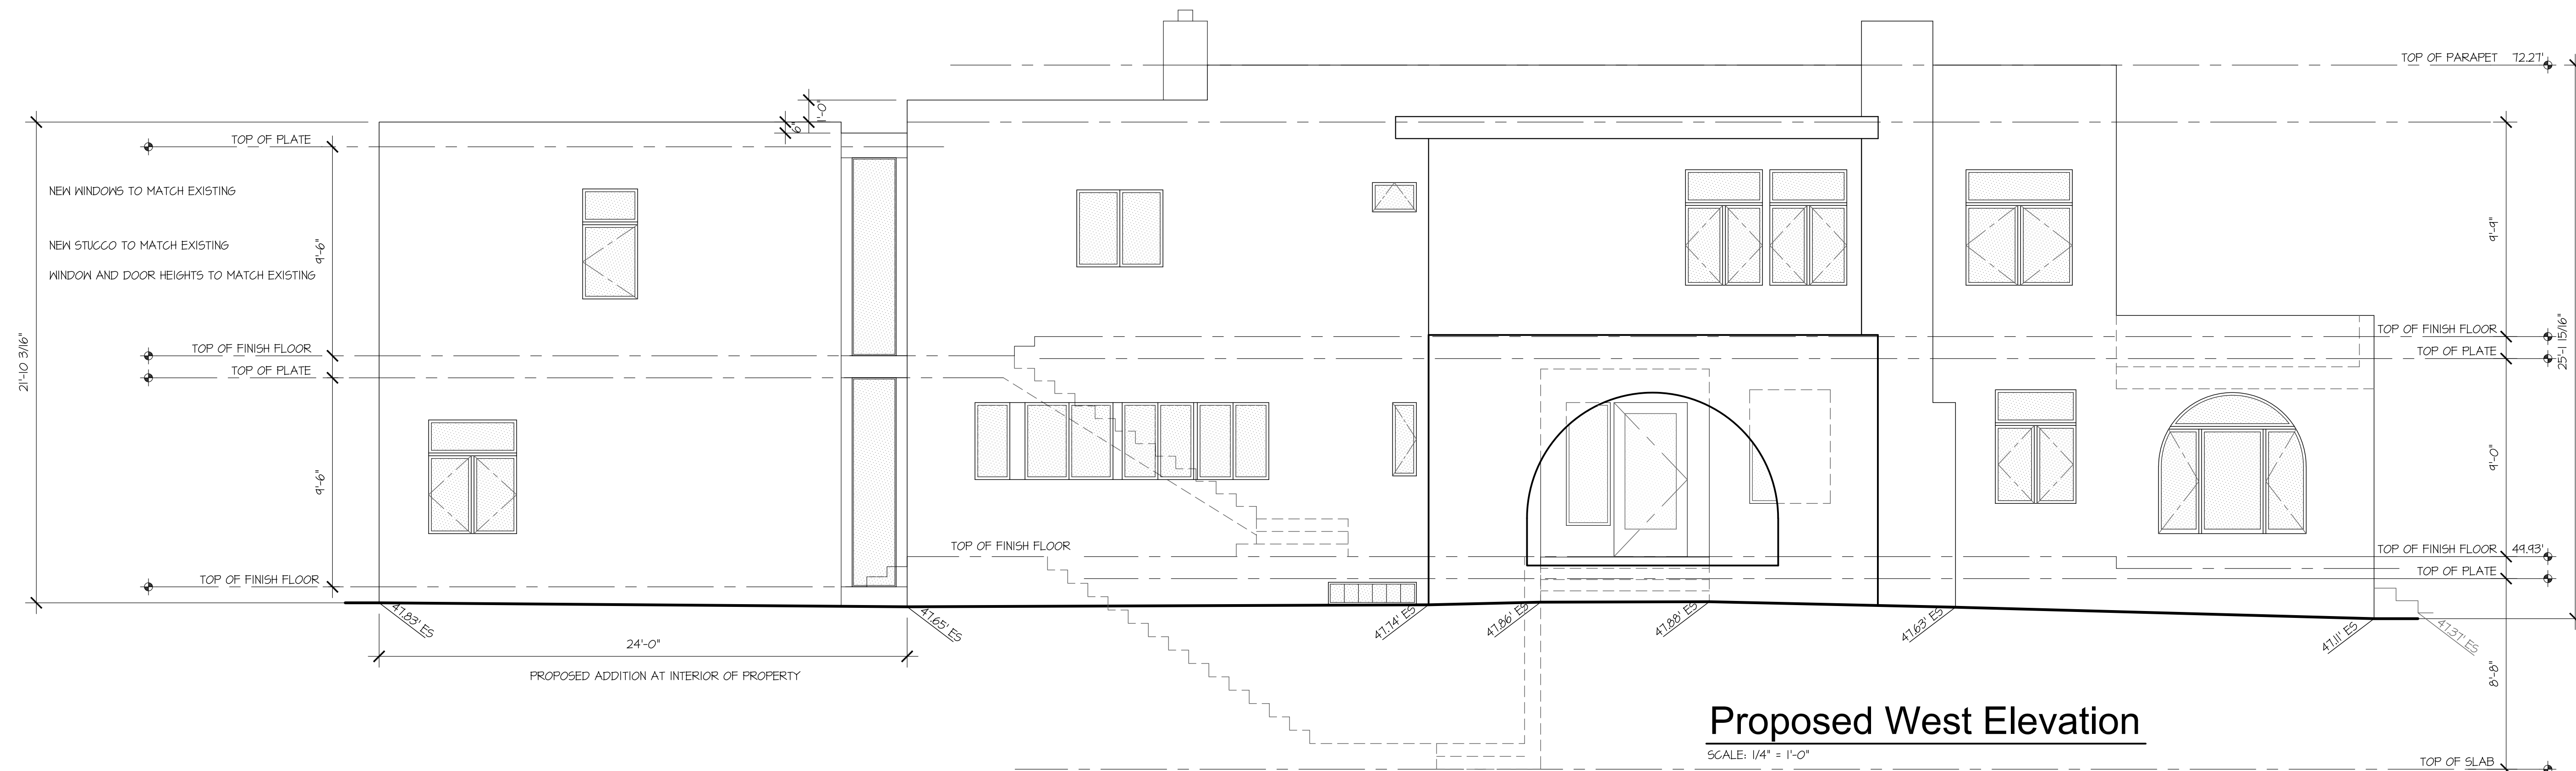 TOP OF PARAPET 72.27'
1'-0"
6"
TOP OF PLATE
NEW WINDOWS TO MATCH EXISTING
NEW STUCCO TO MATCH EXISTING
WINDOW AND DOOR HEIGHTS TO MATCH EXISTING
9'-6"
9'-9"
21'-10 3/16"
25'-1 15/16"
TOP OF FINISH FLOOR
TOP OF PLATE
TOP OF FINISH FLOOR
TOP OF PLATE
9'-6"
9'-0"
TOP OF FINISH FLOOR
TOP OF FINISH FLOOR 49.93'
TOP OF FINISH FLOOR
TOP OF PLATE
47.83' ES
47.65' ES
47.74' ES
47.86' ES
47.88' ES
47.63' ES
47.11' ES
47.37' ES
24'-0"
PROPOSED ADDITION AT INTERIOR OF PROPERTY
8'-8"
Proposed West Elevation
SCALE: 1/4" = 1'-0"
TOP OF SLAB